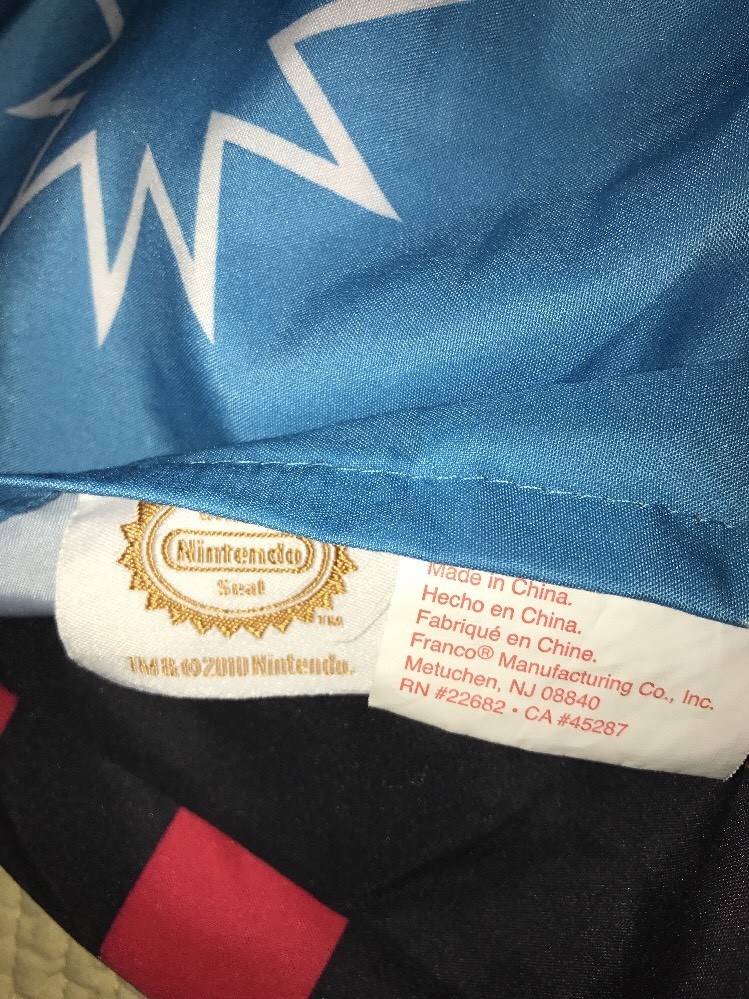 Nintendo
Seal
TM
TM & © 2010 Nintendo.
Made in China.
Hecho en China.
Fabriqué en Chine.
Franco® Manufacturing Co., Inc.
Metuchen, NJ 08840
RN #22682 • CA #45287